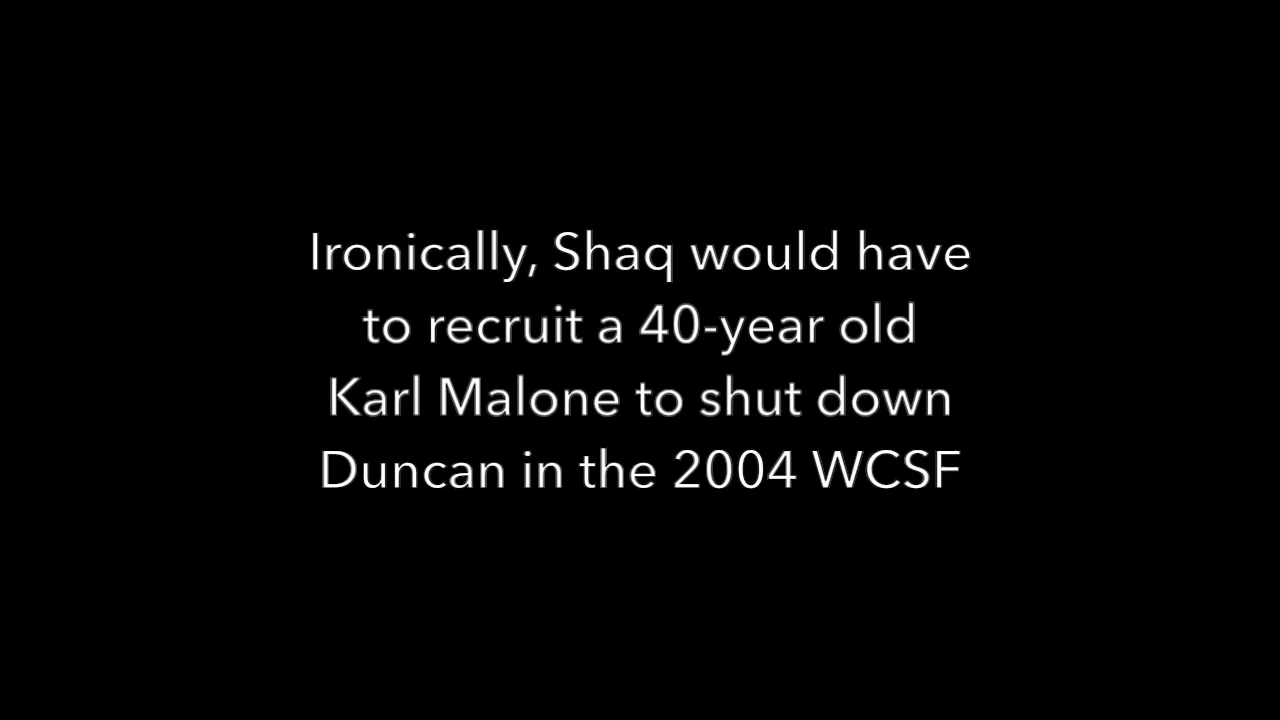 Ironically, Shaq would have
to recruit a 40-year old
Karl Malone to shut down
Duncan in the 2004 WCSF